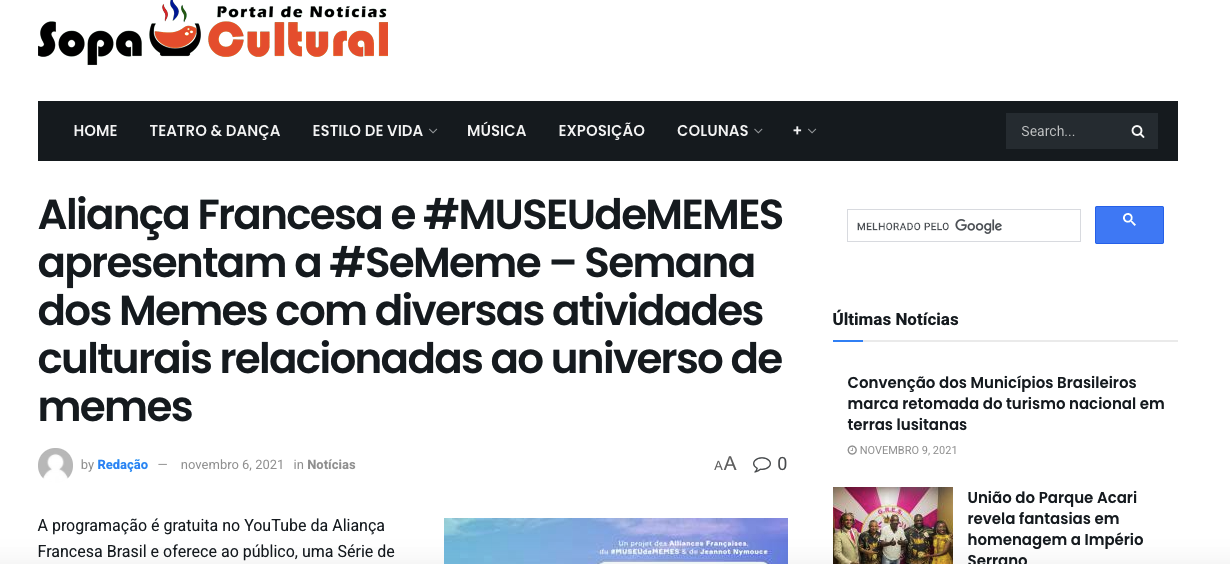 Portal de Notícias
Sopa Cultural
HOME TEATRO & DANÇA ESTILO DE VIDA MÚSICA EXPOSIÇÃO COLUNAS + Search...
Aliança Francesa e #MUSEUdeMEMES
apresentam a #SeMeme – Semana
dos Memes com diversas atividades
culturais relacionadas ao universo de
memes
by Redação — novembro 6, 2021 in Notícias AA 0
A programação é gratuita no YouTube da Aliança
Francesa Brasil e oferece ao público, uma Série de
Un projet des Alliances Françaises,
du #MUSEUdeMEMES & de Jeannot Nymouce
MELHORADO PELO Google
Últimas Notícias
Convenção dos Municípios Brasileiros
marca retomada do turismo nacional em
terras lusitanas
NOVEMBRO 9, 2021
G.R.E.S.
União do Parque Acari
revela fantasias em
homenagem a Império
Serrano